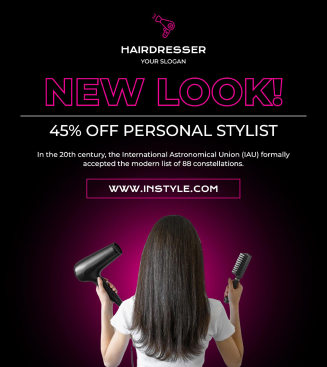 HAIRDRESSER
YOUR SLOGAN
NEW LOOK!
45% OFF PERSONAL STYLIST
In the 20th century, the International Astronomical Union (IAU) formally
accepted the modern list of 88 constellations.
WWW.INSTYLE.COM